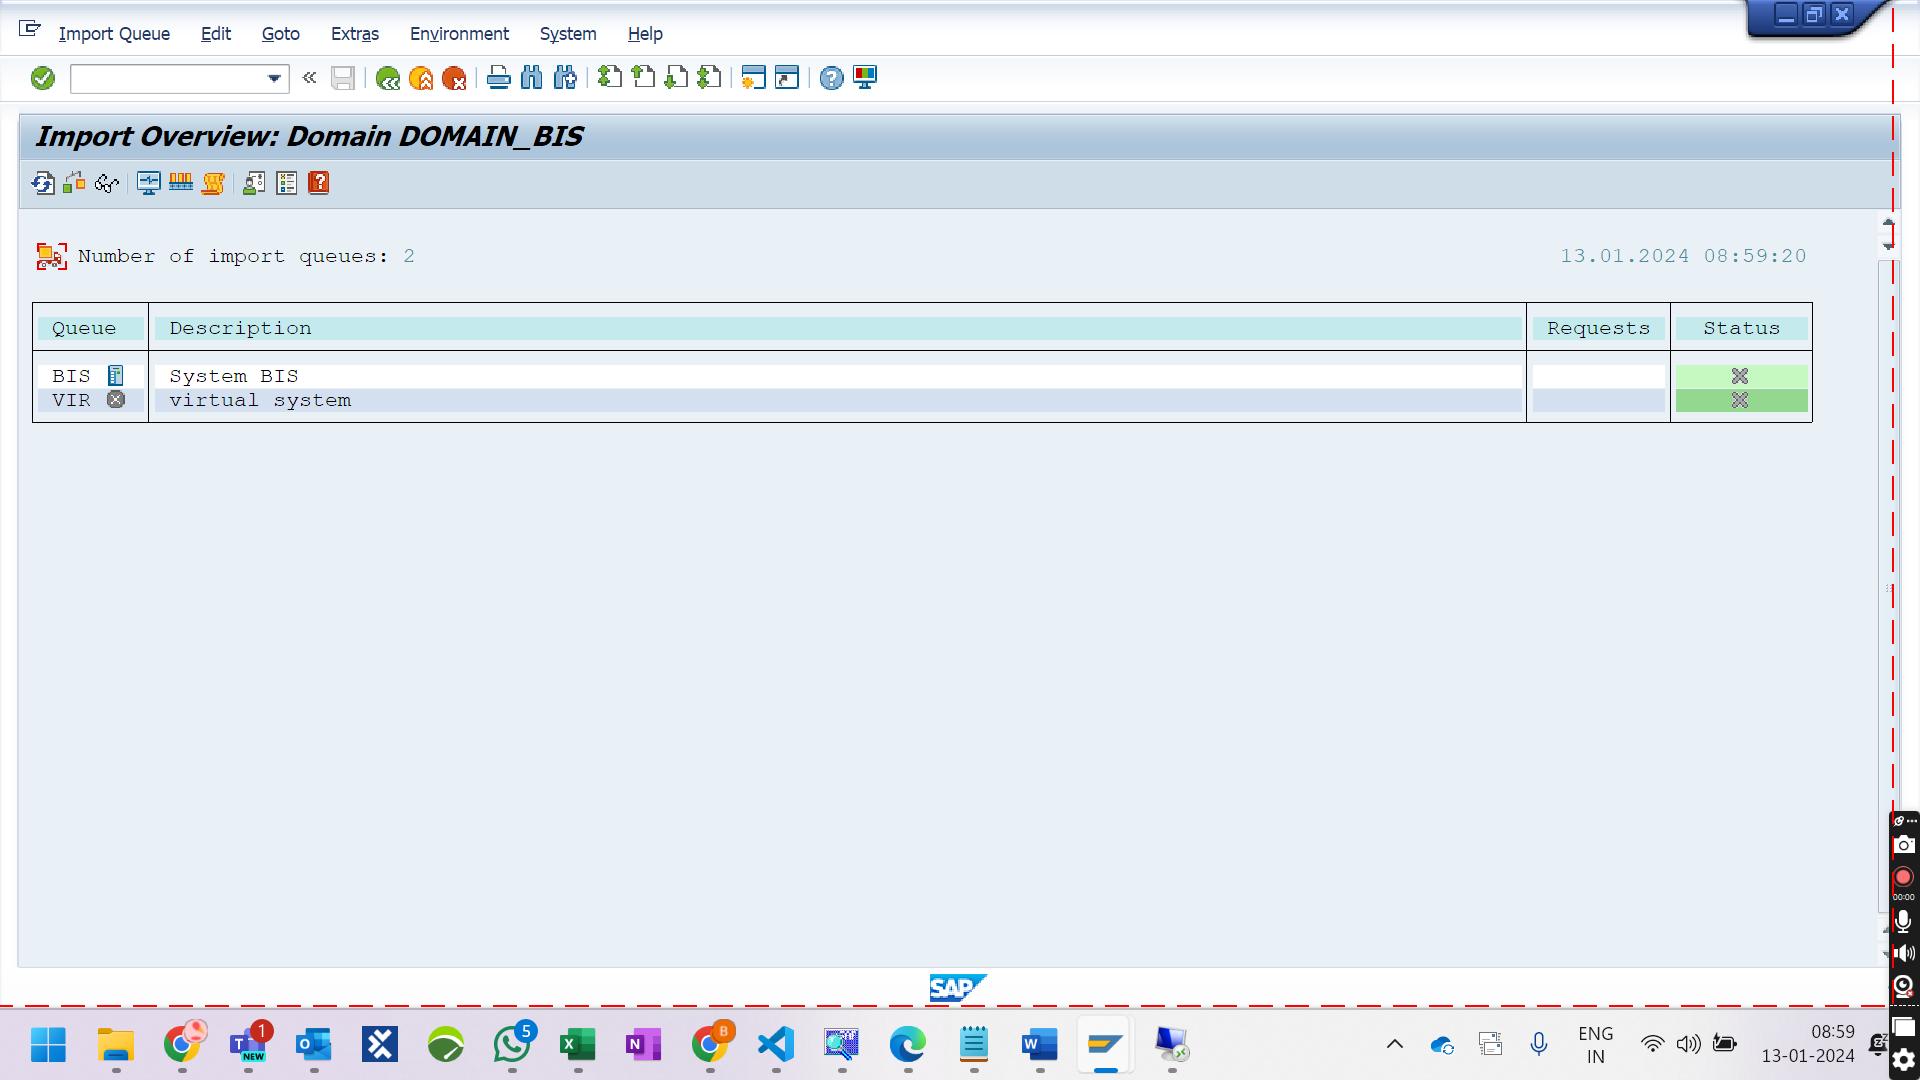 Import Queue Edit Goto Extras Environment System Help
Import Overview: Domain DOMAIN_BIS
Number of import queues: 2 13.01.2024 08:59:20
Queue Description Requests Status
BIS System BIS
VIR virtual system
00:00
SAP
1
NEW
5
B
ENG
IN
08:59
13-01-2024